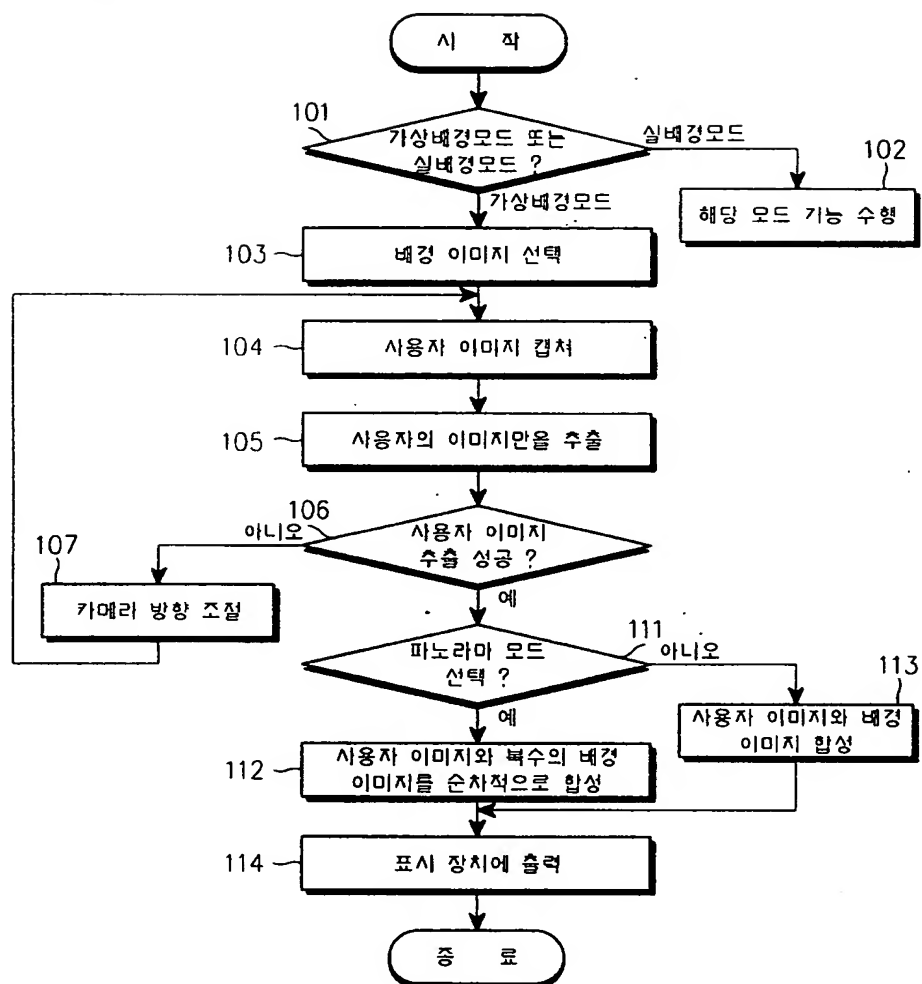 시 작
101
가상배경모드 또는
실배경모드 ?
실배경모드
102
해당 모드 기능 수행
가상배경모드
103
배경 이미지 선택
104
사용자 이미지 캡쳐
105
사용자의 이미지만을 추출
106
아니오
사용자 이미지
추출 성공 ?
107
카메라 방향 조절
예
111
파노라마 모드
선택 ?
아니오
113
사용자 이미지와 배경
이미지 합성
예
112
사용자 이미지와 복수의 배경
이미지를 순차적으로 합성
114
표시 장치에 출력
종 료